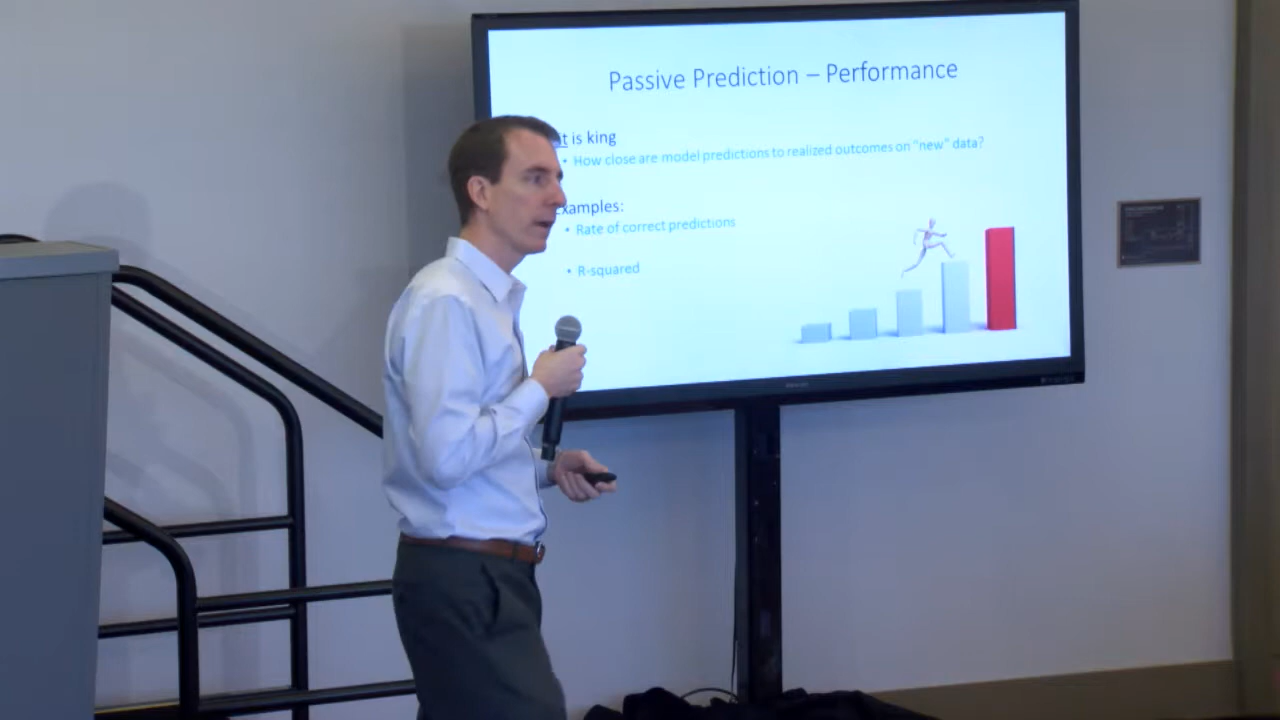 Passive Prediction – Performance
it is king
• How close are model predictions to realized outcomes on "new" data?
xamples:
• Rate of correct predictions
• R-squared